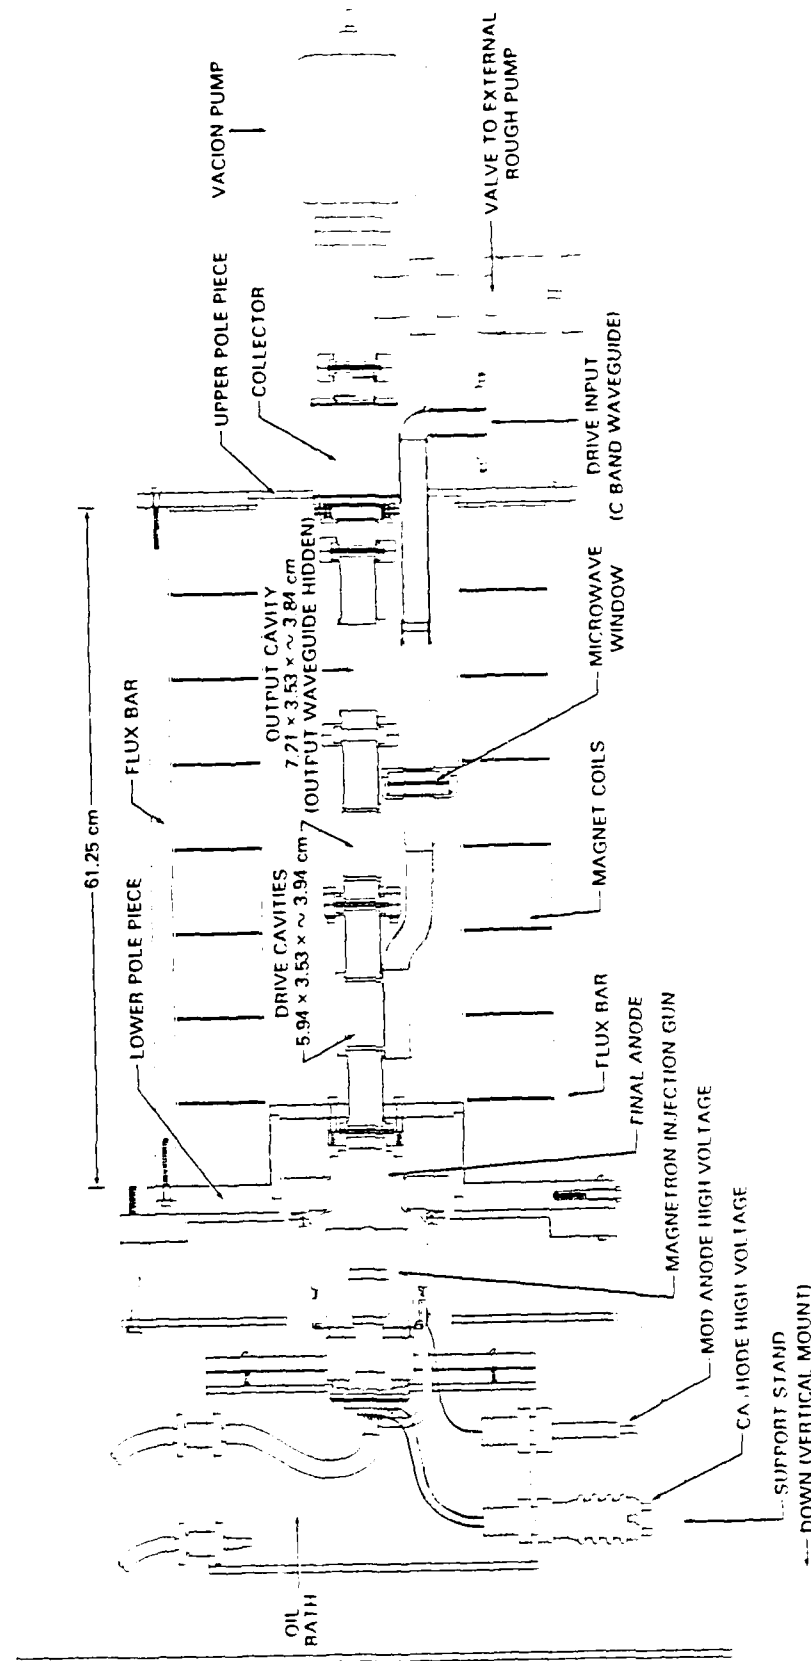 VACION PUMP
VALVE TO EXTERNAL
ROUGH PUMP
UPPER POLE PIECE
COLLECTOR
DRIVE INPUT
(C BAND WAVEGUIDE)
61.25 cm
FLUX BAR
OUTPUT CAVITY
7.21 × 3.53 × ~ 3.84 cm
(OUTPUT WAVEGUIDE HIDDEN)
MICROWAVE
WINDOW
LOWER POLE PIECE
DRIVE CAVITIES
5.94 × 3.53 × ~ 3.94 cm
MAGNET COILS
FLUX BAR
FINAL ANODE
MAGNETRON INJECTION GUN
MOD ANODE HIGH VOLTAGE
CA HODE HIGH VOLTAGE
SUPPORT STAND
DOWN (VERTICAL MOUNT)
OIL
BATH